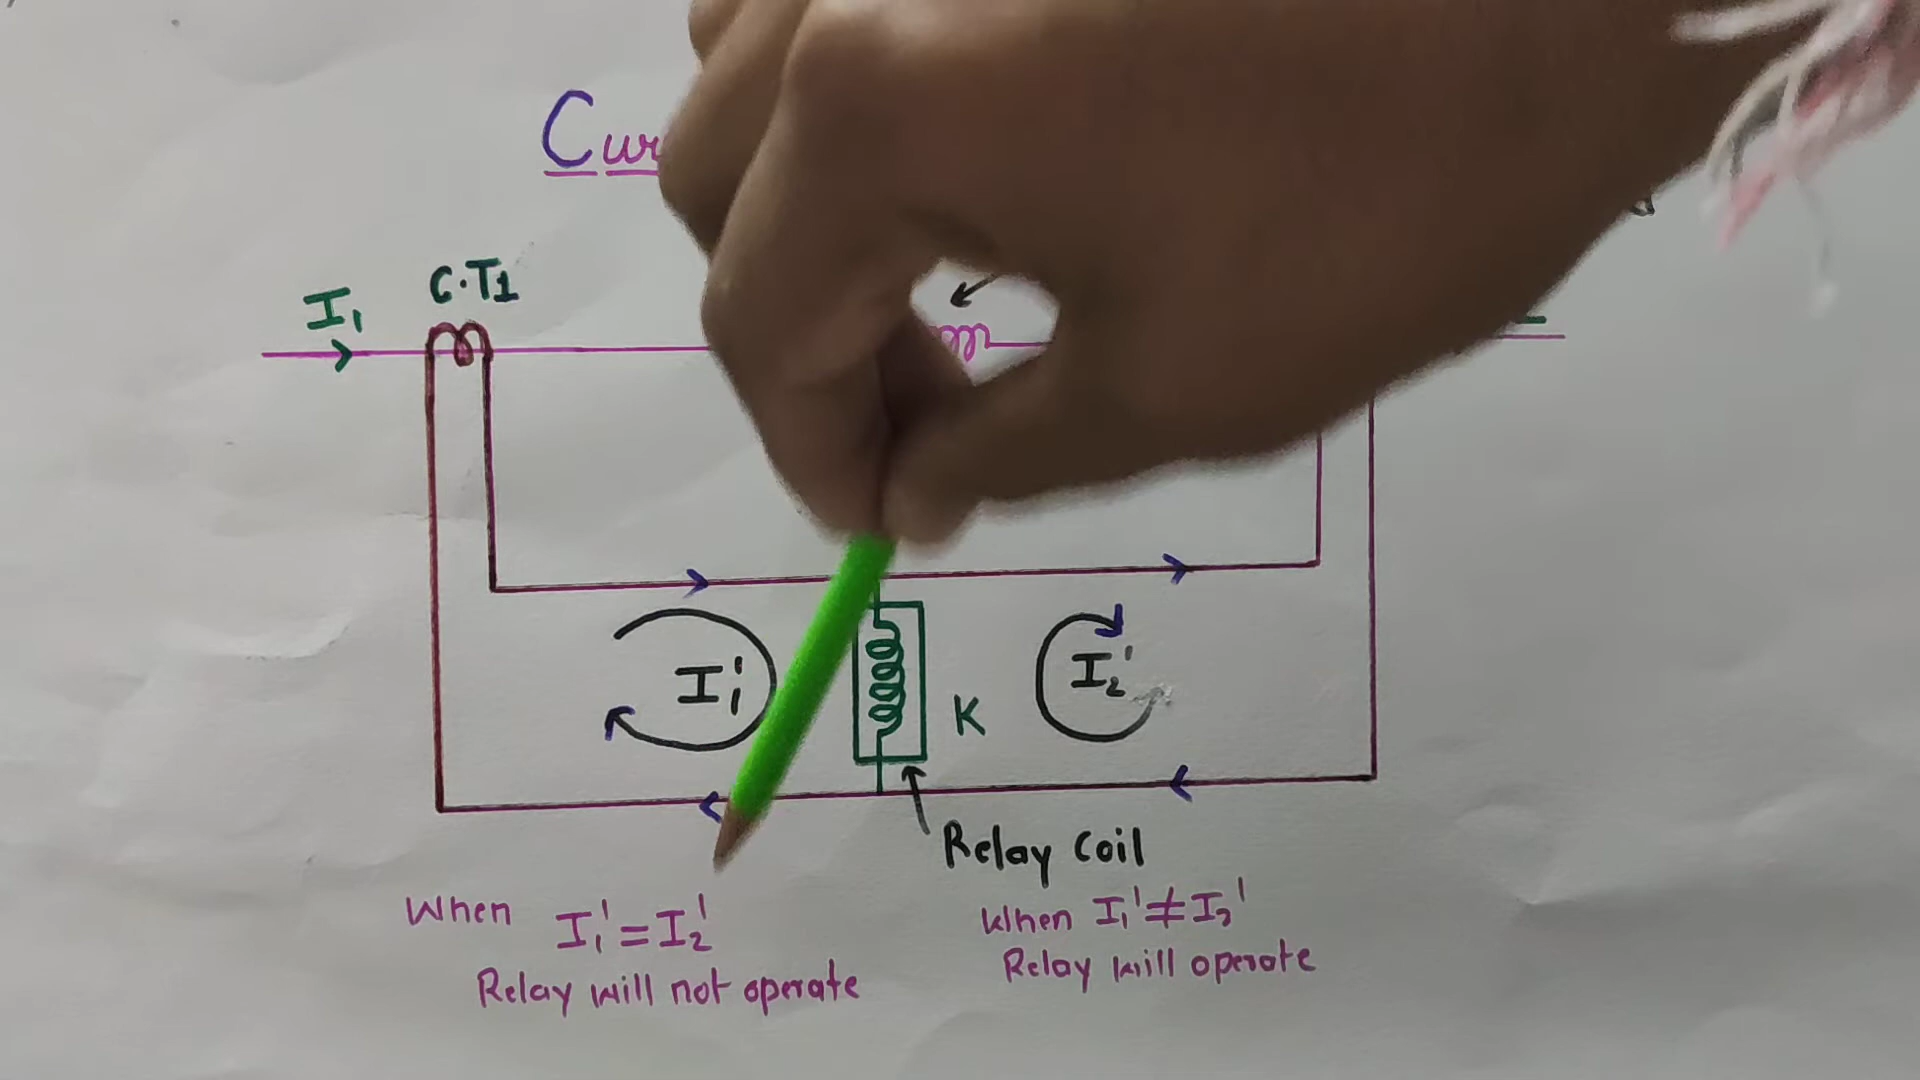 C.T1
I₁
I₁'
I₂'
K
Relay Coil
When I₁'=I₂'
Relay will not operate
When I₁'≠I₂'
Relay will operate